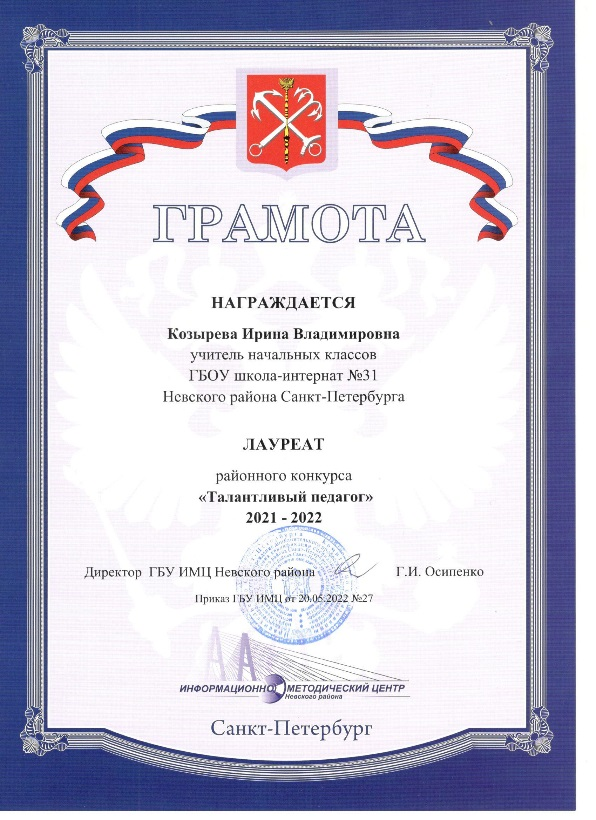 ГРАМОТА
НАГРАЖДАЕТСЯ
Козырева Ирина Владимировна
учитель начальных классов
ГБОУ школа-интернат №31
Невского района Санкт-Петербурга
ЛАУРЕАТ
районного конкурса
«Талантливый педагог»
2021 - 2022
Директор ГБУ ИМЦ Невского района Г.И. Осипенко
Приказ ГБУ ИМЦ от 20.05.2022 №27
ИНФОРМАЦИОННО МЕТОДИЧЕСКИЙ ЦЕНТР
Невского района
Санкт-Петербург